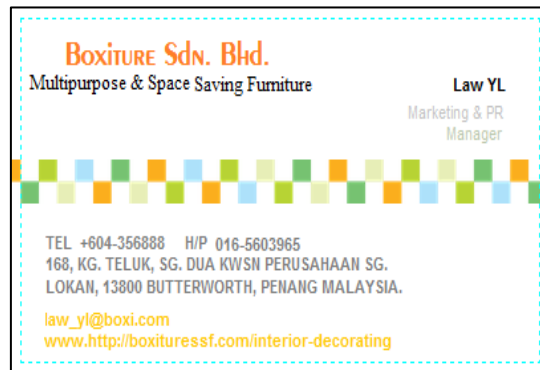 Boxiture Sdn. Bhd.
Multipurpose & Space Saving Furniture
Law YL
Marketing & PR
Manager
TEL +604-356888 H/P 016-5603965
168, KG. TELUK, SG. DUA KWSN PERUSAHAAN SG.
LOKAN, 13800 BUTTERWORTH, PENANG MALAYSIA.
law_yl@boxi.com
www.http://boxituressf.com/interior-decorating